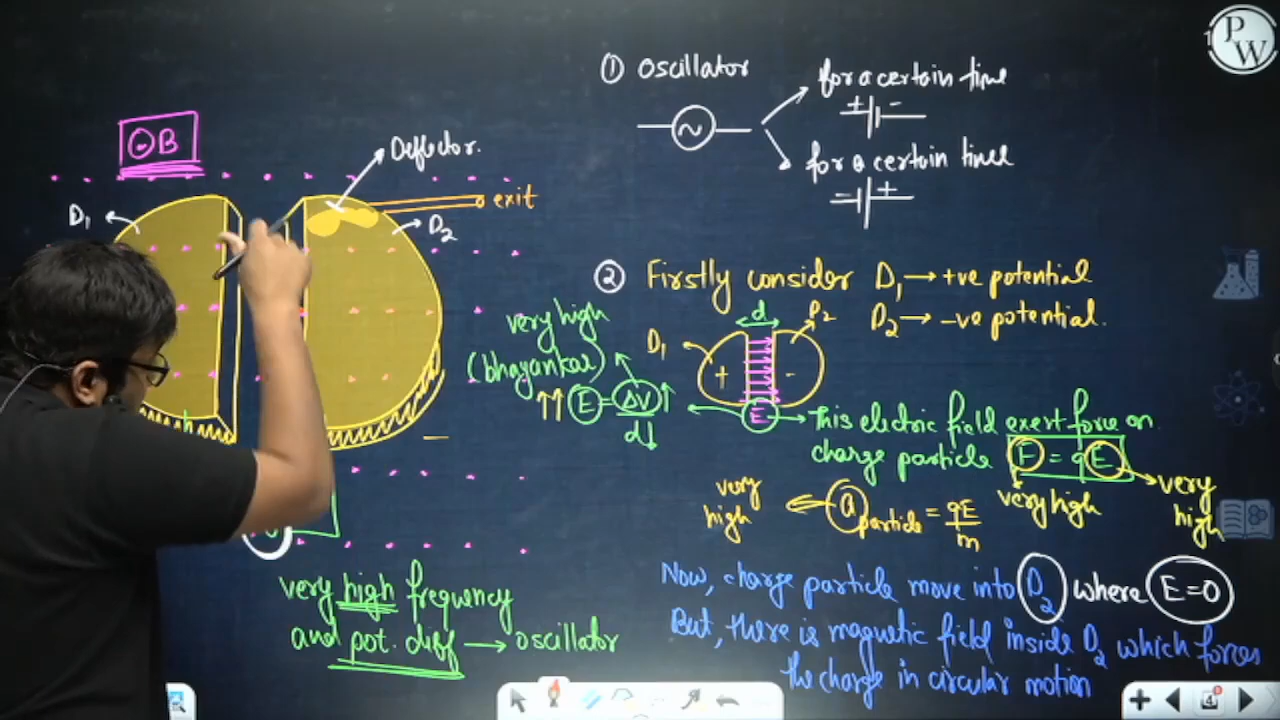 PW
① Oscillator
for a certain time
+ -
for a certain time
- +
⊙B
Deflector.
exit
D₁
D₂
② Firstly consider D₁ → +ve potential
D₂ → -ve potential.
very high
(bhayankar)
↑↑ E = ΔV↑
d↓
d
D₁
D₂
+ -
E → This electric field exert force on
charge particle F = qE
very high
very
high
very
high
a particle = qE
m
Now, charge particle move into D₂ where E=0
But, there is magnetic field inside D₂ which forces
the charge in circular motion
very high frequency
and pot. diff → oscillator
4